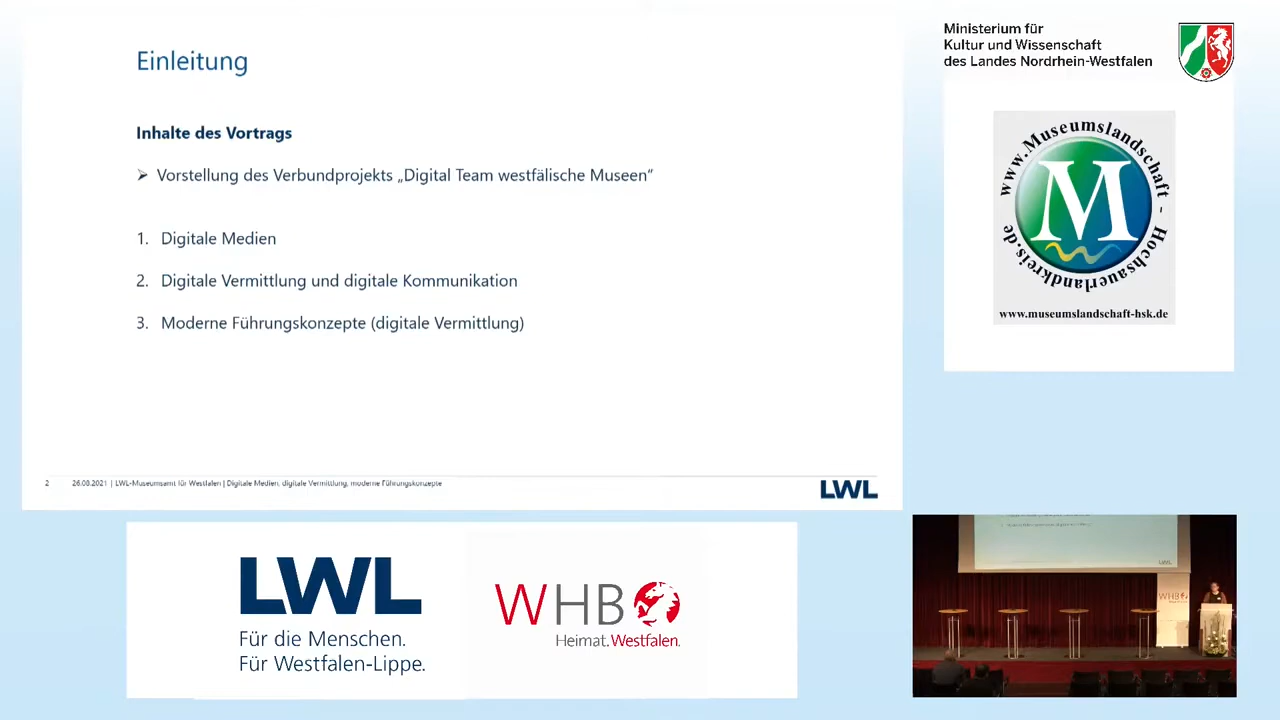 Einleitung
Inhalte des Vortrags
➢ Vorstellung des Verbundprojekts „Digital Team westfälische Museen“
1. Digitale Medien
2. Digitale Vermittlung und digitale Kommunikation
3. Moderne Führungskonzepte (digitale Vermittlung)
2 26.08.2021 | LWL-Museumsamt für Westfalen | Digitale Medien, digitale Vermittlung, moderne Führungskonzepte
LWL
Ministerium für
Kultur und Wissenschaft
des Landes Nordrhein-Westfalen
www.Museumslandschaft - Hochsauerlandkreis.de
M
www.museumslandschaft-hsk.de
LWL
Für die Menschen.
Für Westfalen-Lippe.
WHB
Heimat.Westfalen.
LWL
WHB